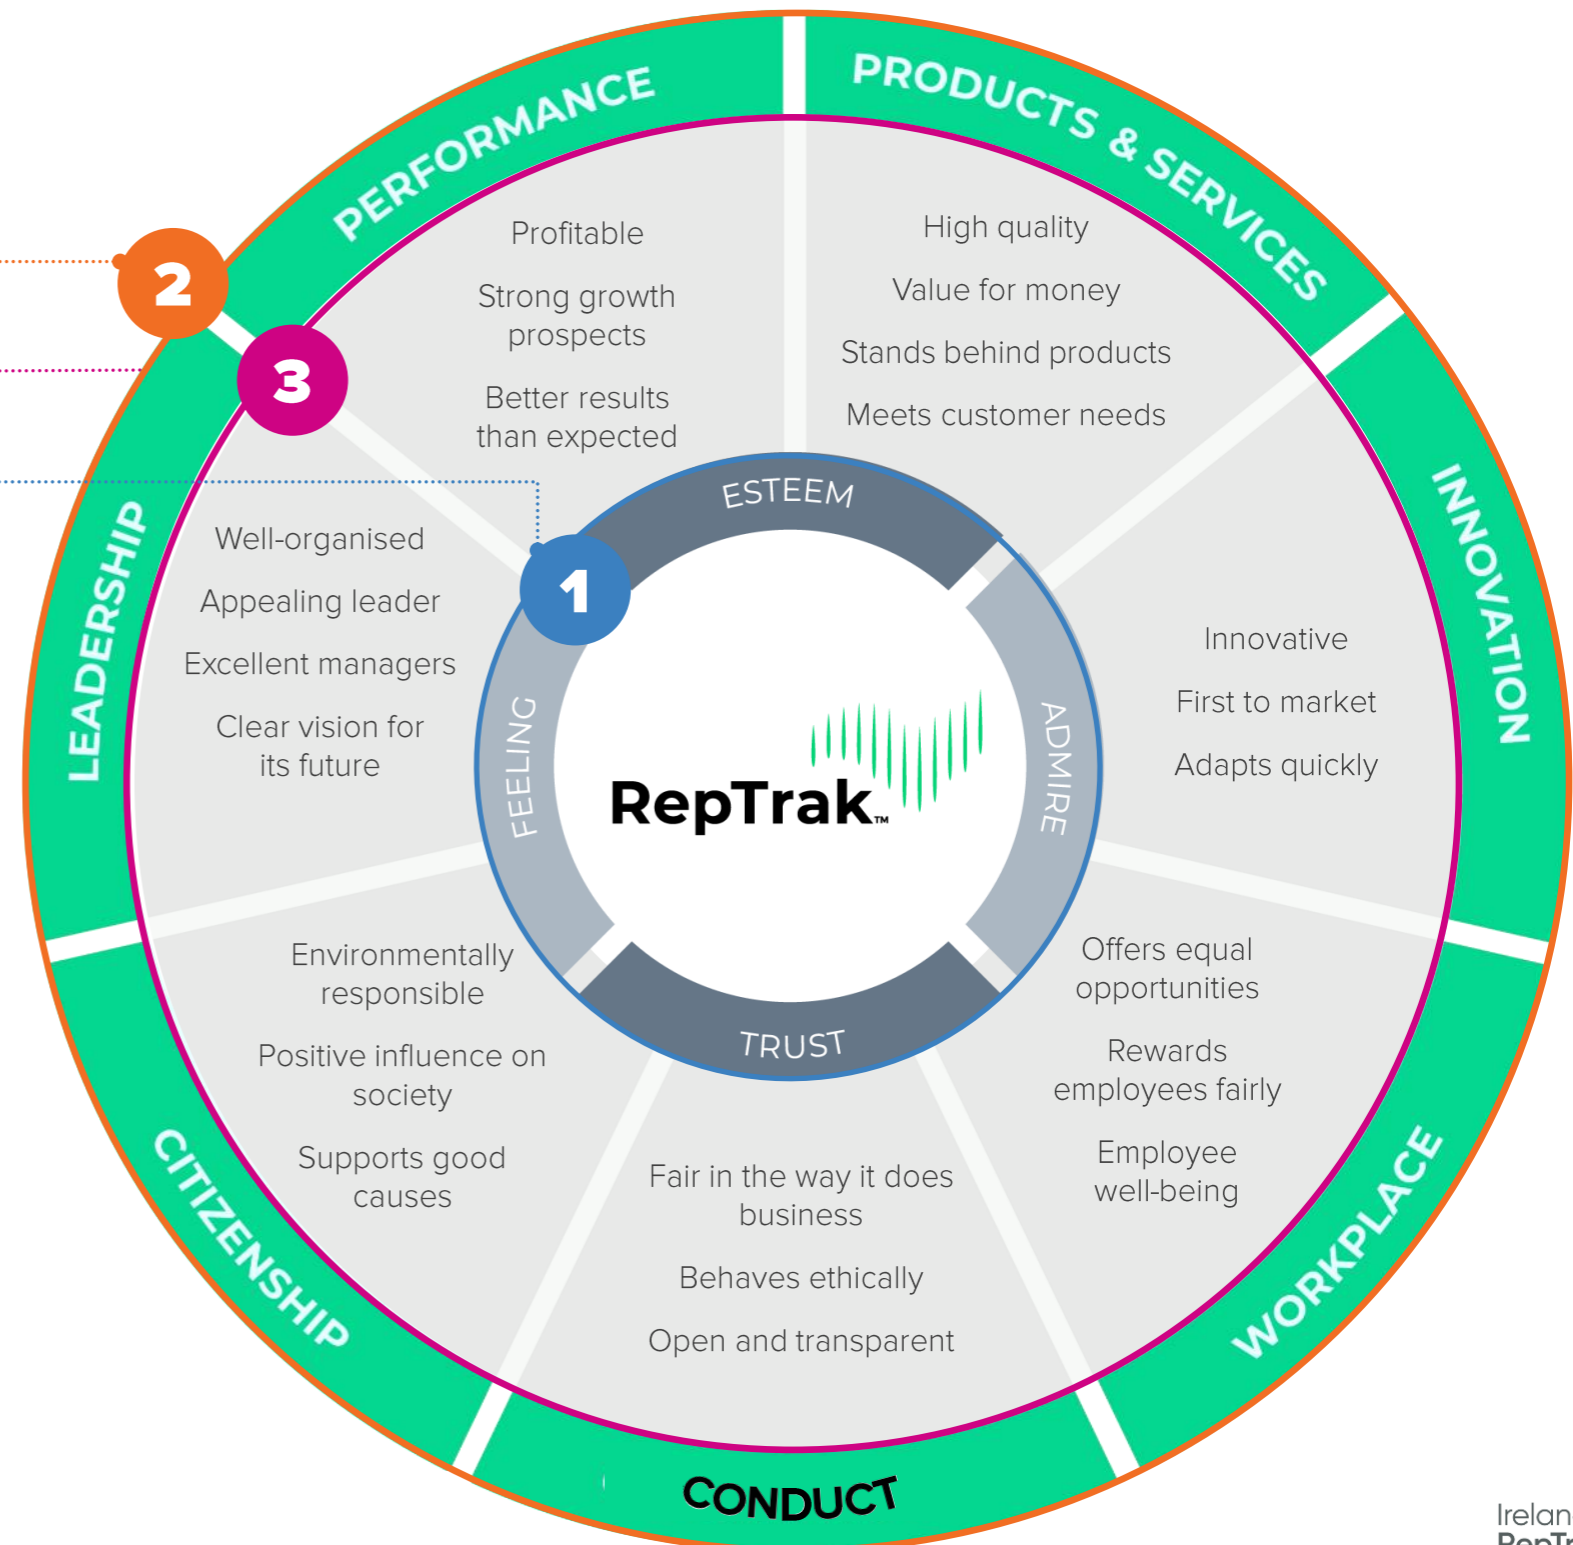 PERFORMANCE
PRODUCTS & SERVICES
INNOVATION
WORKPLACE
CONDUCT
CITIZENSHIP
LEADERSHIP
2
3
1
Profitable
Strong growth
prospects
Better results
than expected
High quality
Value for money
Stands behind products
Meets customer needs
Innovative
First to market
Adapts quickly
Offers equal
opportunities
Rewards
employees fairly
Employee
well-being
Fair in the way it does
business
Behaves ethically
Open and transparent
Environmentally
responsible
Positive influence on
society
Supports good
causes
Well-organised
Appealing leader
Excellent managers
Clear vision for
its future
ESTEEM
ADMIRE
TRUST
FEELING
RepTrak™